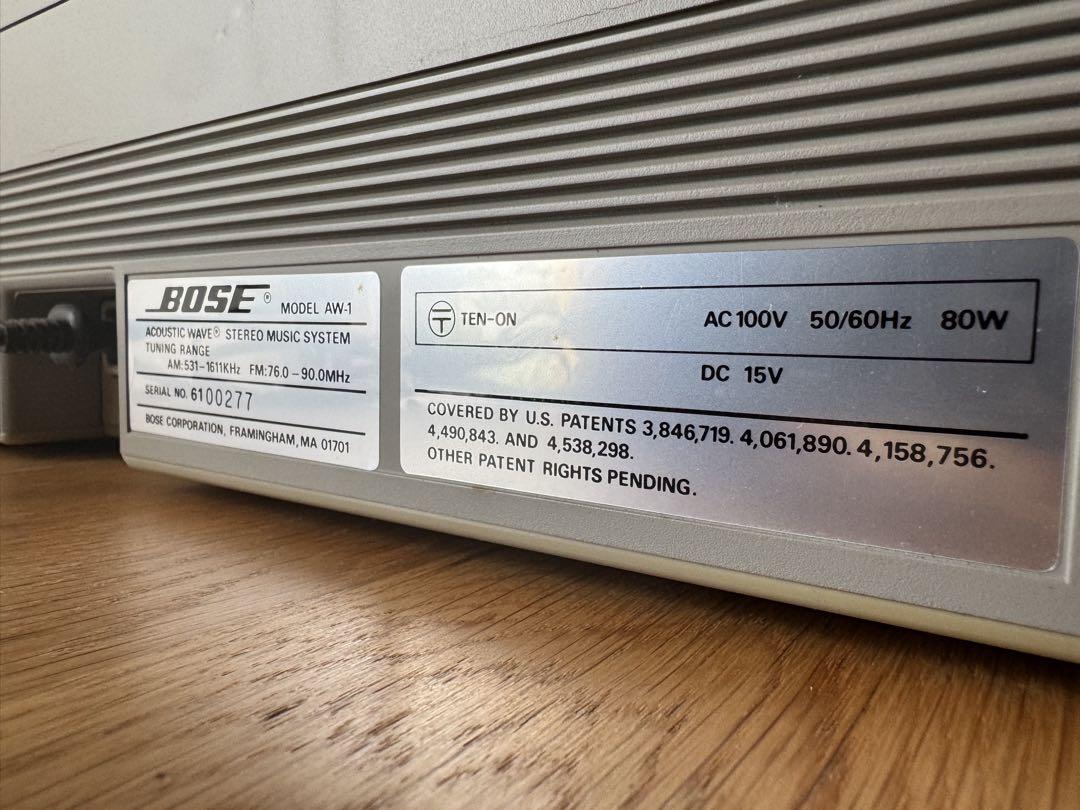 BOSE® MODEL AW-1
ACOUSTIC WAVE® STEREO MUSIC SYSTEM
TUNING RANGE
AM:531-1611KHz FM:76.0-90.0MHz
SERIAL NO. 6100277
BOSE CORPORATION, FRAMINGHAM, MA 01701
TEN-ON AC100V 50/60Hz 80W
DC 15V
COVERED BY U.S. PATENTS 3,846,719. 4,061,890. 4,158,756.
4,490,843. AND 4,538,298.
OTHER PATENT RIGHTS PENDING.